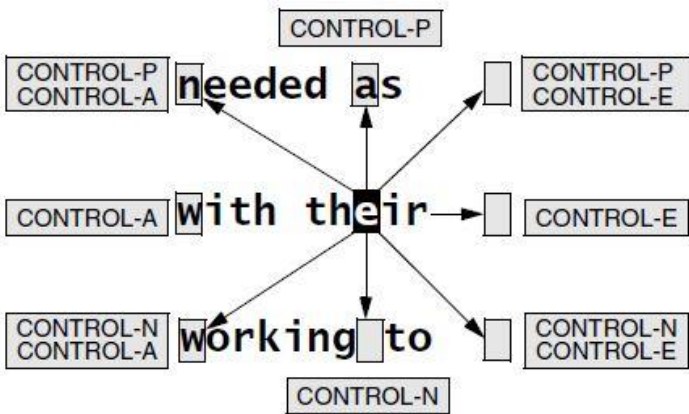 CONTROL-P
CONTROL-P
CONTROL-A
needed as
CONTROL-P
CONTROL-E
CONTROL-A
with their
CONTROL-E
CONTROL-N
CONTROL-A
working to
CONTROL-N
CONTROL-E
CONTROL-N